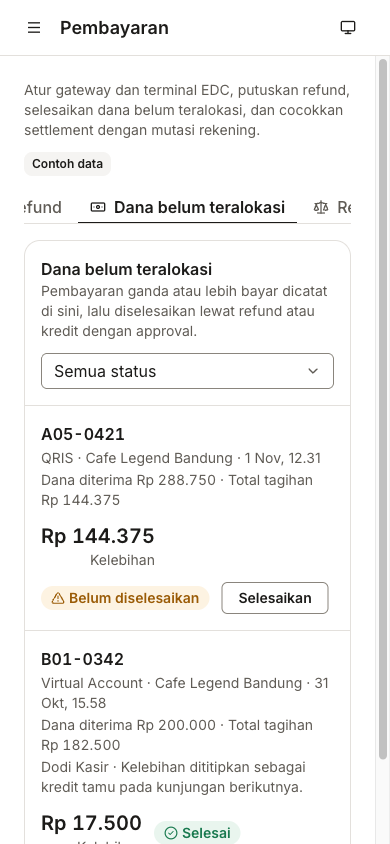 Pembayaran
Atur gateway dan terminal EDC, putuskan refund,
selesaikan dana belum teralokasi, dan cocokkan
settlement dengan mutasi rekening.
Contoh data
efund Dana belum teralokasi Re
Dana belum teralokasi
Pembayaran ganda atau lebih bayar dicatat
di sini, lalu diselesaikan lewat refund atau
kredit dengan approval.
Semua status
A05-0421
QRIS · Cafe Legend Bandung · 1 Nov, 12.31
Dana diterima Rp 288.750 · Total tagihan
Rp 144.375
Rp 144.375
Kelebihan
Belum diselesaikan Selesaikan
B01-0342
Virtual Account · Cafe Legend Bandung · 31
Okt, 15.58
Dana diterima Rp 200.000 · Total tagihan
Rp 182.500
Dodi Kasir · Kelebihan dititipkan sebagai
kredit tamu pada kunjungan berikutnya.
Rp 17.500 Selesai